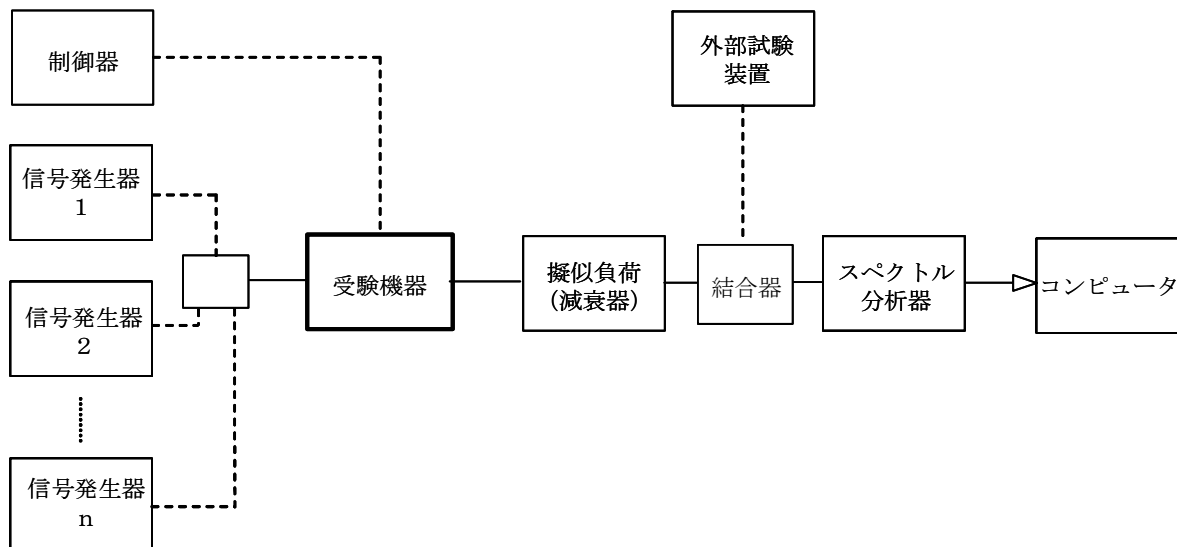 制御器
外部試験
装置
信号発生器
1
信号発生器
2
信号発生器
n
受験機器
擬似負荷
(減衰器)
結合器
スペクトル
分析器
コンピュータ